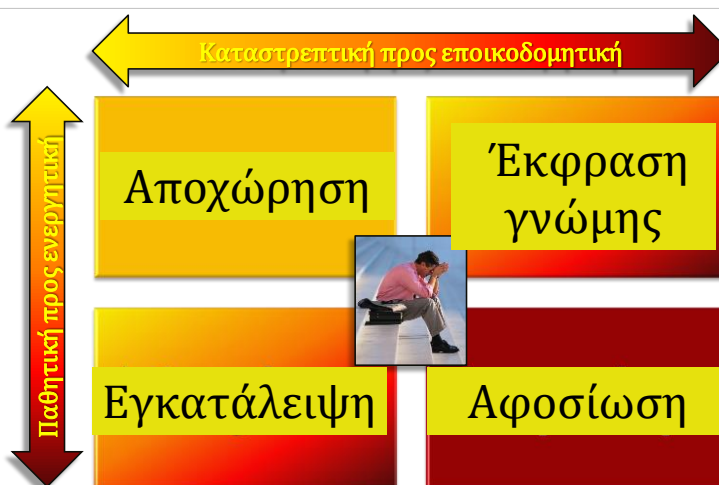 Καταστρεπτική προς εποικοδομητική
Παθητική προς ενεργητική
Αποχώρηση
Έκφραση
γνώμης
Εγκατάλειψη
Αφοσίωση